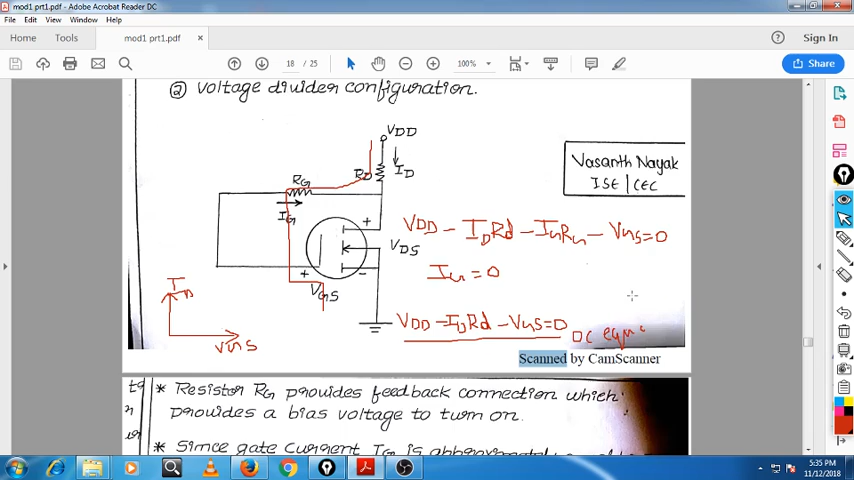 mod1 prt1.pdf - Adobe Acrobat Reader DC
File Edit View Window Help
Home Tools mod1 prt1.pdf × Sign In
18 / 25 100% Share
② Voltage divider configuration.
VDD
RD ID
RG
IG
+
VDS
+ -
VGS
Vasanth Nayak
ISE | CEC
VDD - IDRd - IGRG - VGS=0
IG = 0
VDD - IDRd - VGS=0
DC equ
ID
VGS
Scanned by CamScanner
* Resistor RG provides feedback connection which
provides a bias voltage to turn on.
* Since gate current IG is approximately
5:35 PM
11/12/2018